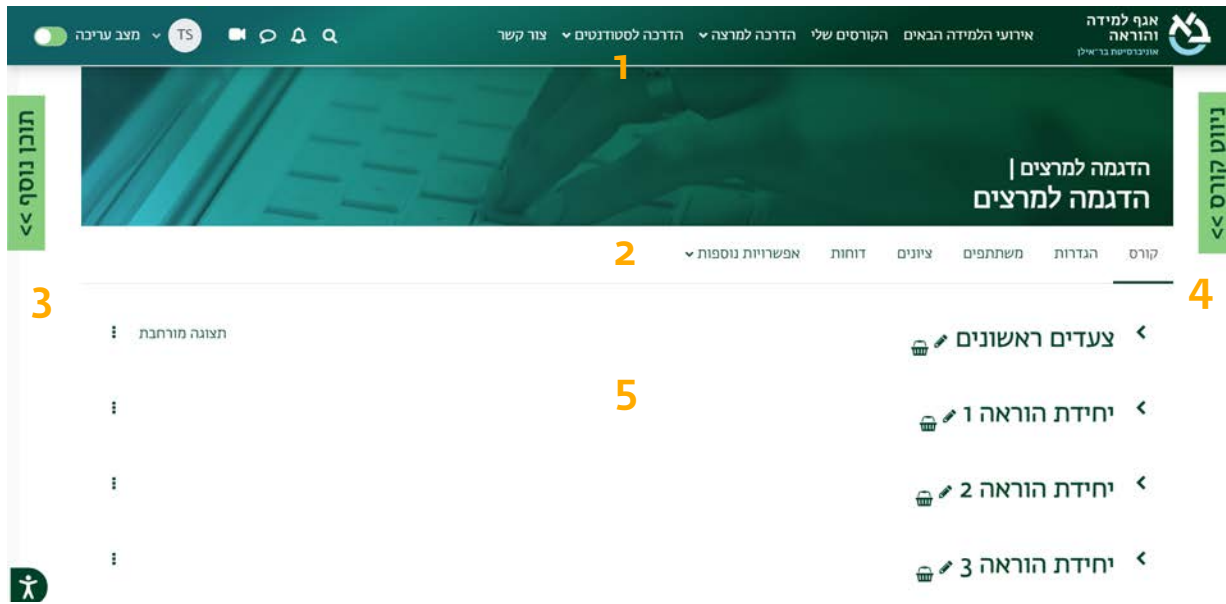 אגף למידה
והוראה
אוניברסיטת בר־אילן
אירועי הלמידה הבאים הקורסים שלי הדרכה למרצה הדרכה לסטודנטים צור קשר TS מצב עריכה
1
ניווט קורס >>
תוכן נוסף >>
הדגמה למרצים |
הדגמה למרצים
קורס הגדרות משתתפים ציונים דוחות אפשרויות נוספות
2
3
4
צעדים ראשונים תצוגה מורחבת
5
יחידת הוראה 1
יחידת הוראה 2
יחידת הוראה 3